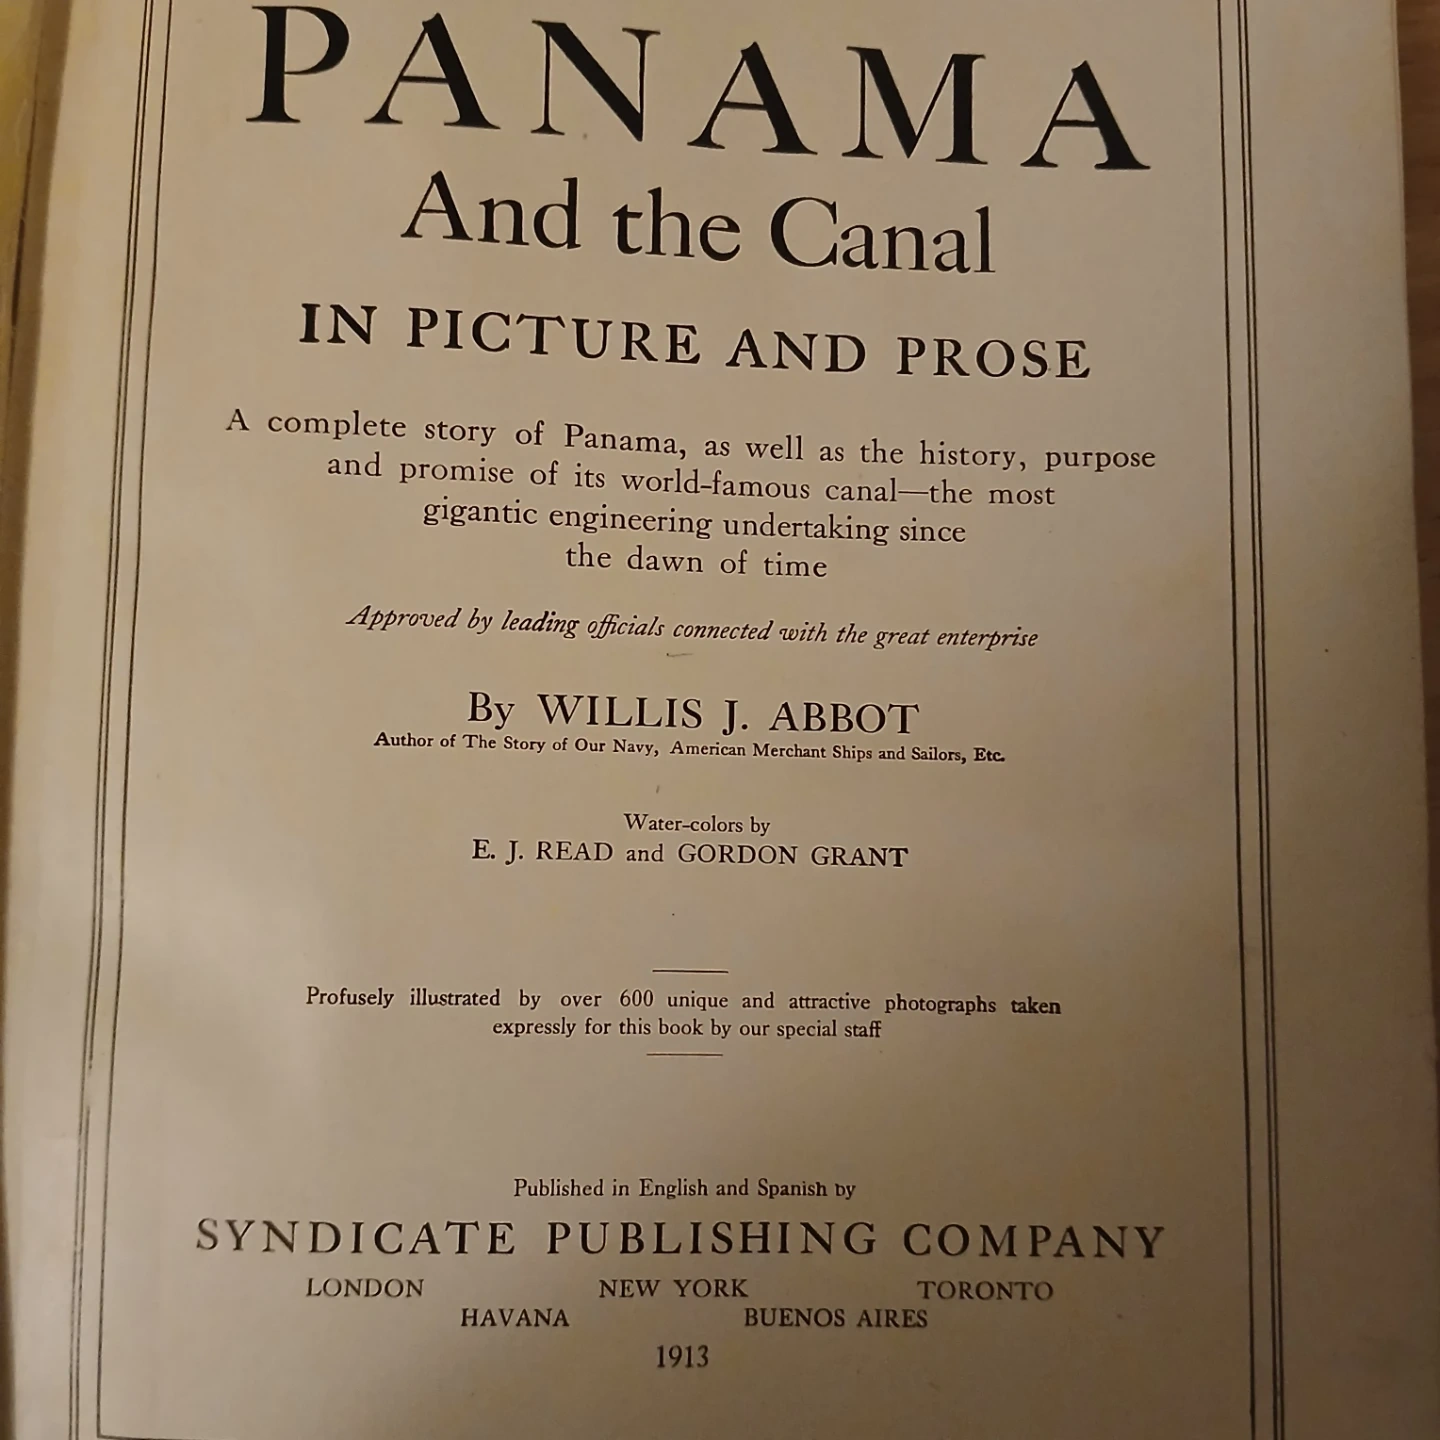 PANAMA
And the Canal
IN PICTURE AND PROSE
A complete story of Panama, as well as the history, purpose
and promise of its world-famous canal—the most
gigantic engineering undertaking since
the dawn of time
Approved by leading officials connected with the great enterprise
By WILLIS J. ABBOT
Author of The Story of Our Navy, American Merchant Ships and Sailors, Etc.
Water-colors by
E. J. READ and GORDON GRANT
Profusely illustrated by over 600 unique and attractive photographs taken
expressly for this book by our special staff
Published in English and Spanish by
SYNDICATE PUBLISHING COMPANY
LONDON NEW YORK TORONTO
HAVANA BUENOS AIRES
1913